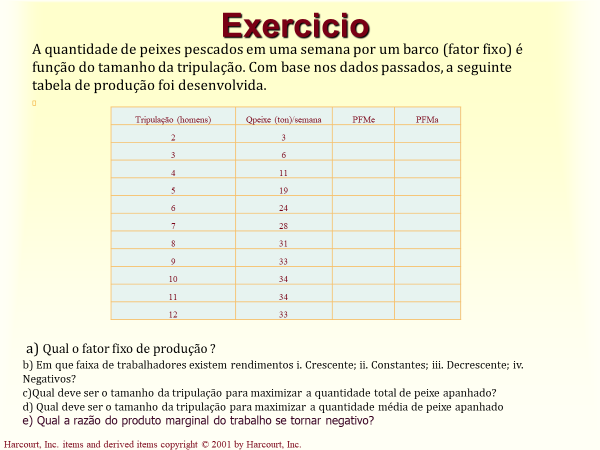 Exercicio
A quantidade de peixes pescados em uma semana por um barco (fator fixo) é
função do tamanho da tripulação. Com base nos dados passados, a seguinte
tabela de produção foi desenvolvida.
Tripulação (homens) Qpeixe (ton)/semana PFMe PFMa
2 3
3 6
4 11
5 19
6 24
7 28
8 31
9 33
10 34
11 34
12 33
a) Qual o fator fixo de produção ?
b) Em que faixa de trabalhadores existem rendimentos i. Crescente; ii. Constantes; iii. Decrescente; iv.
Negativos?
c)Qual deve ser o tamanho da tripulação para maximizar a quantidade total de peixe apanhado?
d) Qual deve ser o tamanho da tripulação para maximizar a quantidade média de peixe apanhado
e) Qual a razão do produto marginal do trabalho se tornar negativo?
Harcourt, Inc. items and derived items copyright © 2001 by Harcourt, Inc.